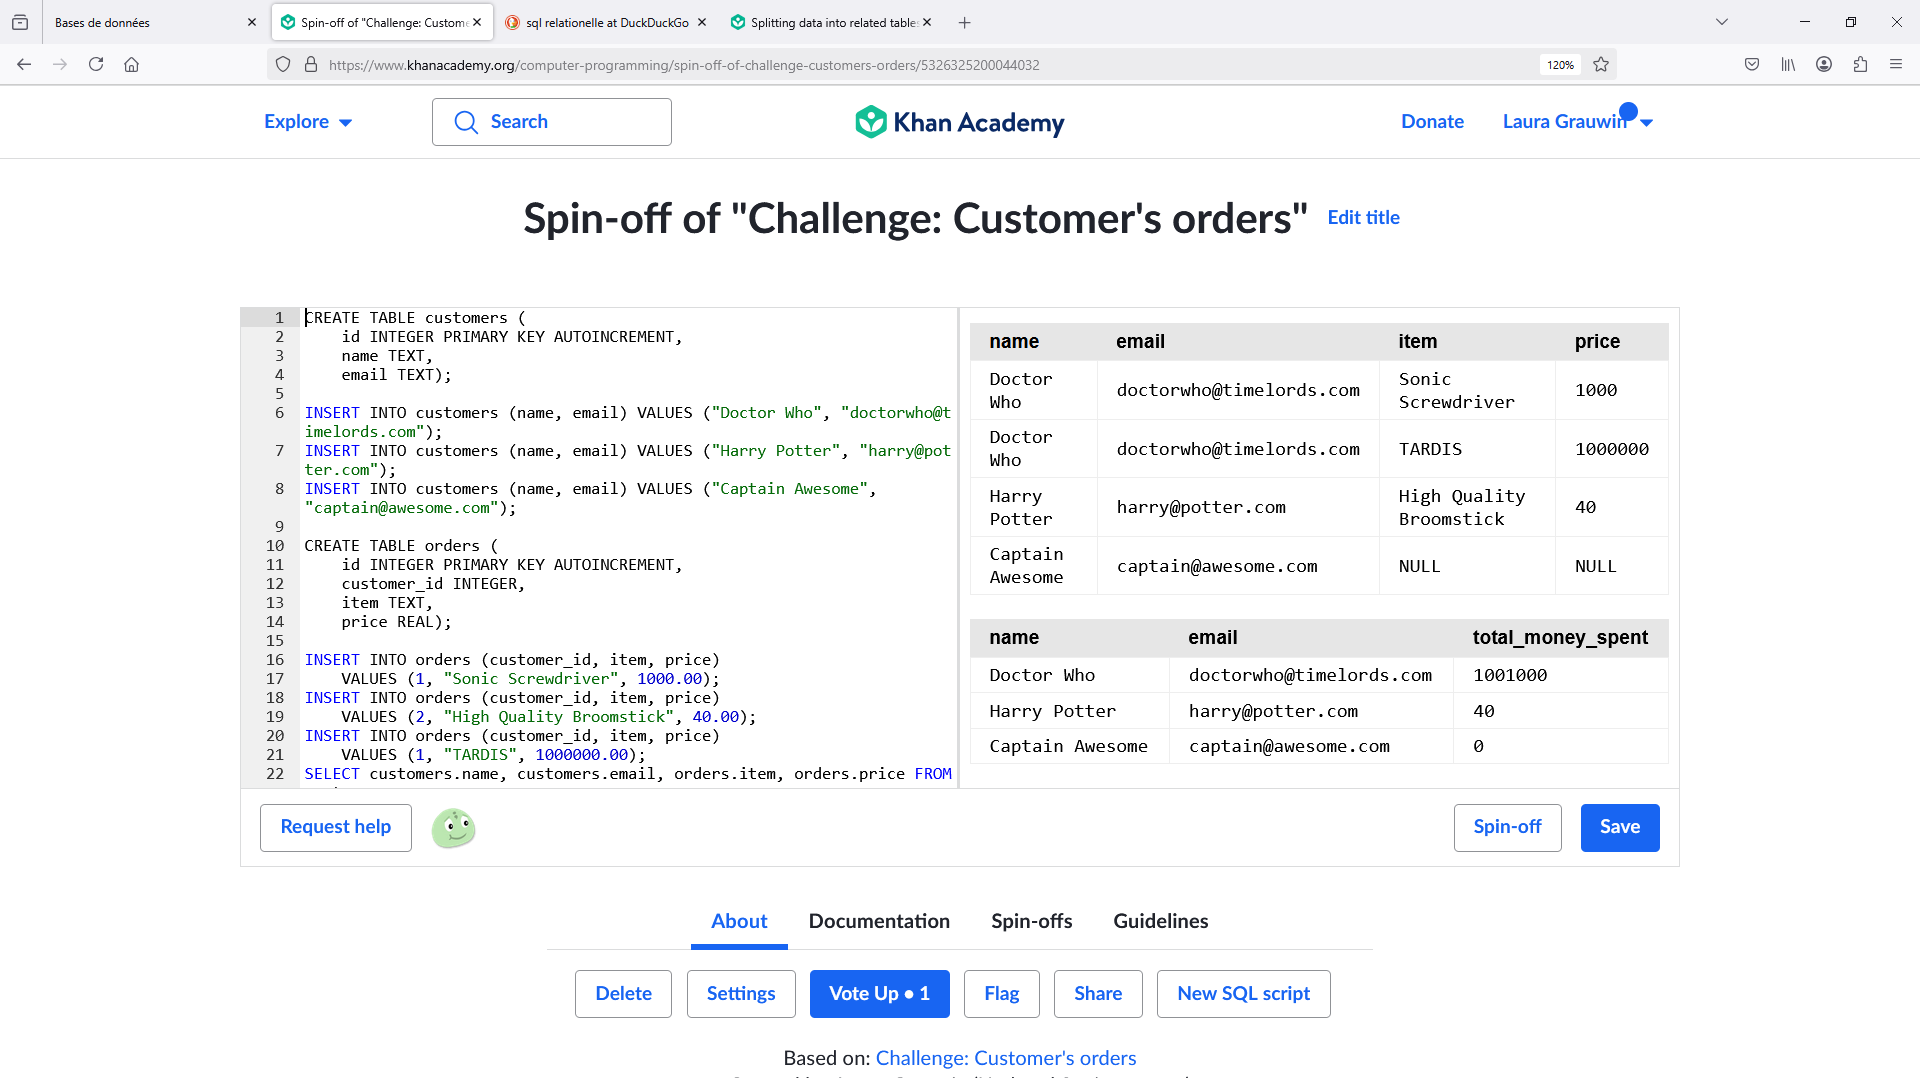 Bases de données
Spin-off of "Challenge: Custome
sql relationelle at DuckDuckGo
Splitting data into related table
https://www.khanacademy.org/computer-programming/spin-off-of-challenge-customers-orders/5326325200044032
120%
Explore
Search
Khan Academy
Donate
Laura Grauwin
Spin-off of "Challenge: Customer's orders"
Edit title
1 CREATE TABLE customers (
2 id INTEGER PRIMARY KEY AUTOINCREMENT,
3 name TEXT,
4 email TEXT);
5
6 INSERT INTO customers (name, email) VALUES ("Doctor Who", "doctorwho@t
imelords.com");
7 INSERT INTO customers (name, email) VALUES ("Harry Potter", "harry@pot
ter.com");
8 INSERT INTO customers (name, email) VALUES ("Captain Awesome",
"captain@awesome.com");
9
10 CREATE TABLE orders (
11 id INTEGER PRIMARY KEY AUTOINCREMENT,
12 customer_id INTEGER,
13 item TEXT,
14 price REAL);
15
16 INSERT INTO orders (customer_id, item, price)
17 VALUES (1, "Sonic Screwdriver", 1000.00);
18 INSERT INTO orders (customer_id, item, price)
19 VALUES (2, "High Quality Broomstick", 40.00);
20 INSERT INTO orders (customer_id, item, price)
21 VALUES (1, "TARDIS", 1000000.00);
22 SELECT customers.name, customers.email, orders.item, orders.price FROM
name email item price
Doctor Who doctorwho@timelords.com Sonic Screwdriver 1000
Doctor Who doctorwho@timelords.com TARDIS 1000000
Harry Potter harry@potter.com High Quality Broomstick 40
Captain Awesome captain@awesome.com NULL NULL
name email total_money_spent
Doctor Who doctorwho@timelords.com 1001000
Harry Potter harry@potter.com 40
Captain Awesome captain@awesome.com 0
Request help
Spin-off
Save
About
Documentation
Spin-offs
Guidelines
Delete
Settings
Vote Up • 1
Flag
Share
New SQL script
Based on: Challenge: Customer's orders